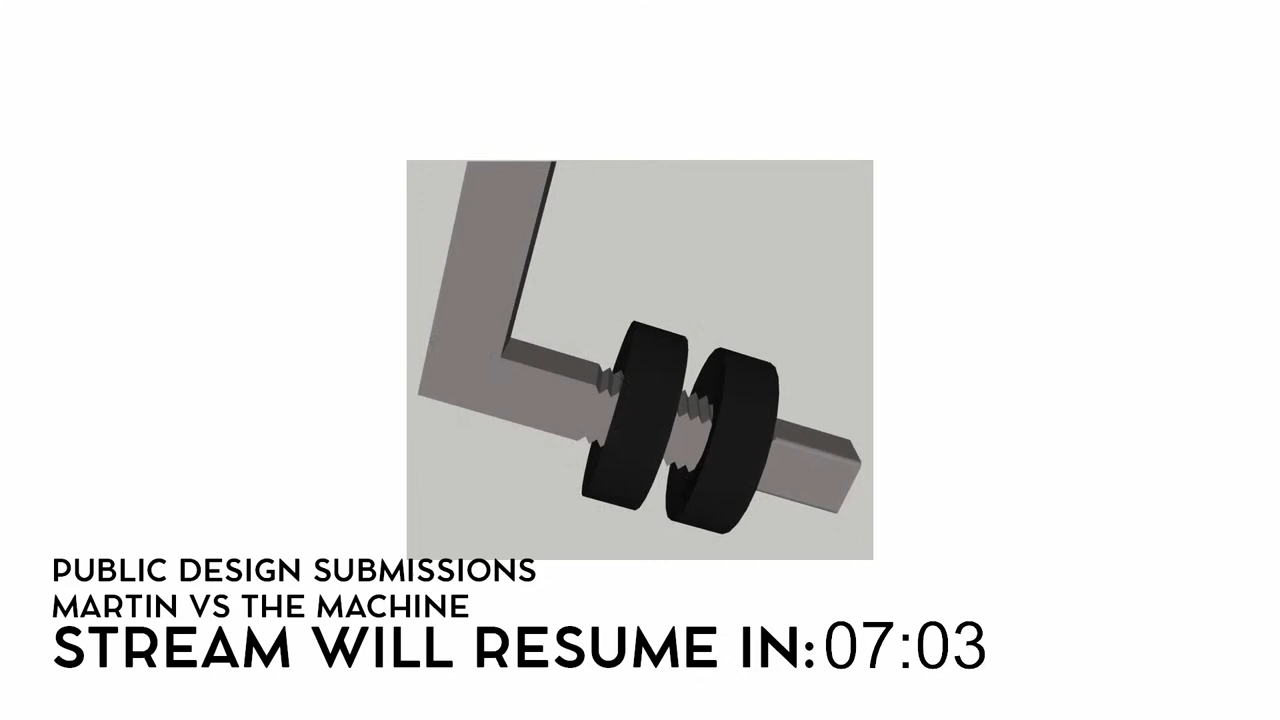 PUBLIC DESIGN SUBMISSIONS
MARTIN VS THE MACHINE
STREAM WILL RESUME IN: 07:03